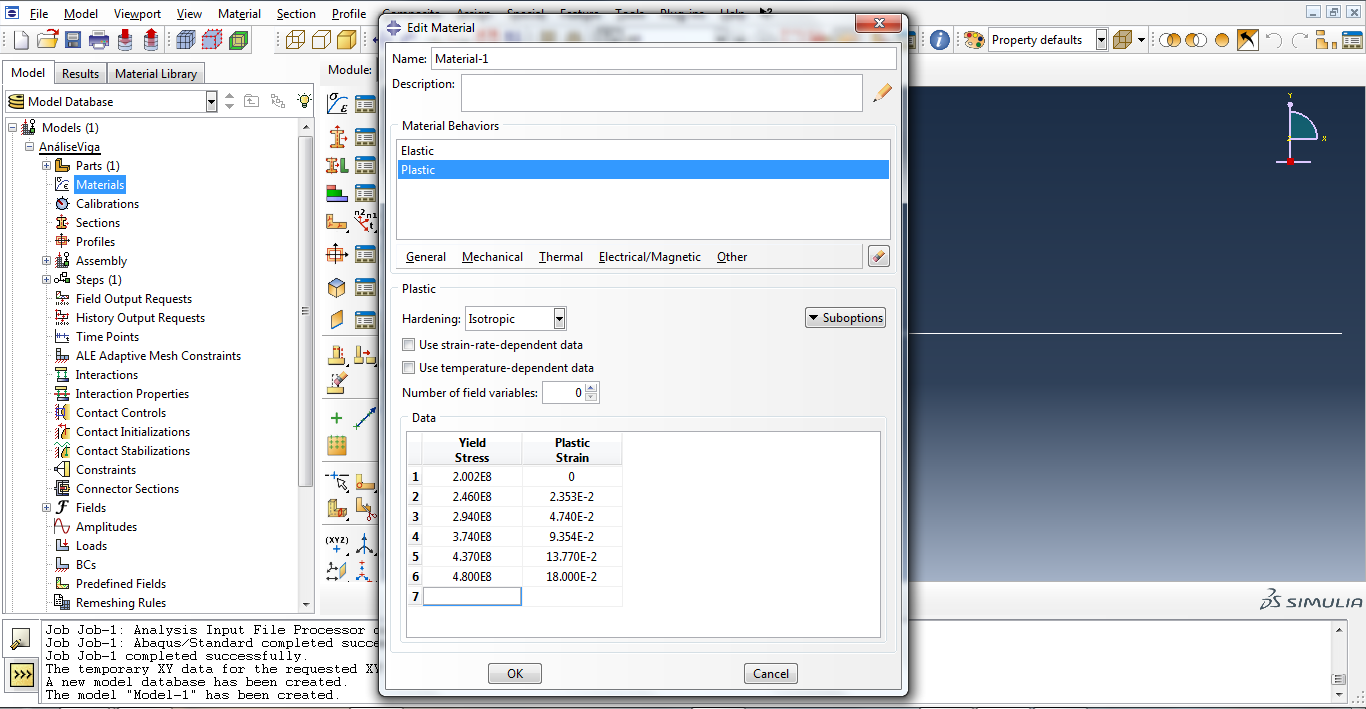 File Model Viewport View Material Section Profile Composite Assign Special Feature Tools Plug-ins Help
Edit Material
Property defaults
Model Results Material Library
Module:
Name: Material-1
Description:
Model Database
Material Behaviors
Elastic
Plastic
General Mechanical Thermal Electrical/Magnetic Other
Plastic
Hardening: Isotropic Suboptions
Use strain-rate-dependent data
Use temperature-dependent data
Number of field variables: 0
Data
Yield Stress Plastic Strain
1 2.002E8 0
2 2.460E8 2.353E-2
3 2.940E8 4.740E-2
4 3.740E8 9.354E-2
5 4.370E8 13.770E-2
6 4.800E8 18.000E-2
7
OK Cancel
Models (1)
AnáliseViga
Parts (1)
Materials
Calibrations
Sections
Profiles
Assembly
Steps (1)
Field Output Requests
History Output Requests
Time Points
ALE Adaptive Mesh Constraints
Interactions
Interaction Properties
Contact Controls
Contact Initializations
Contact Stabilizations
Constraints
Connector Sections
Fields
Amplitudes
Loads
BCs
Predefined Fields
Remeshing Rules
(XYZ)
Y
X
Z
SIMULIA
Job Job-1: Analysis Input File Processor
Job Job-1: Abaqus/Standard completed succe
Job Job-1 completed successfully.
The temporary XY data for the requested XY
A new model database has been created.
The model "Model-1" has been created.